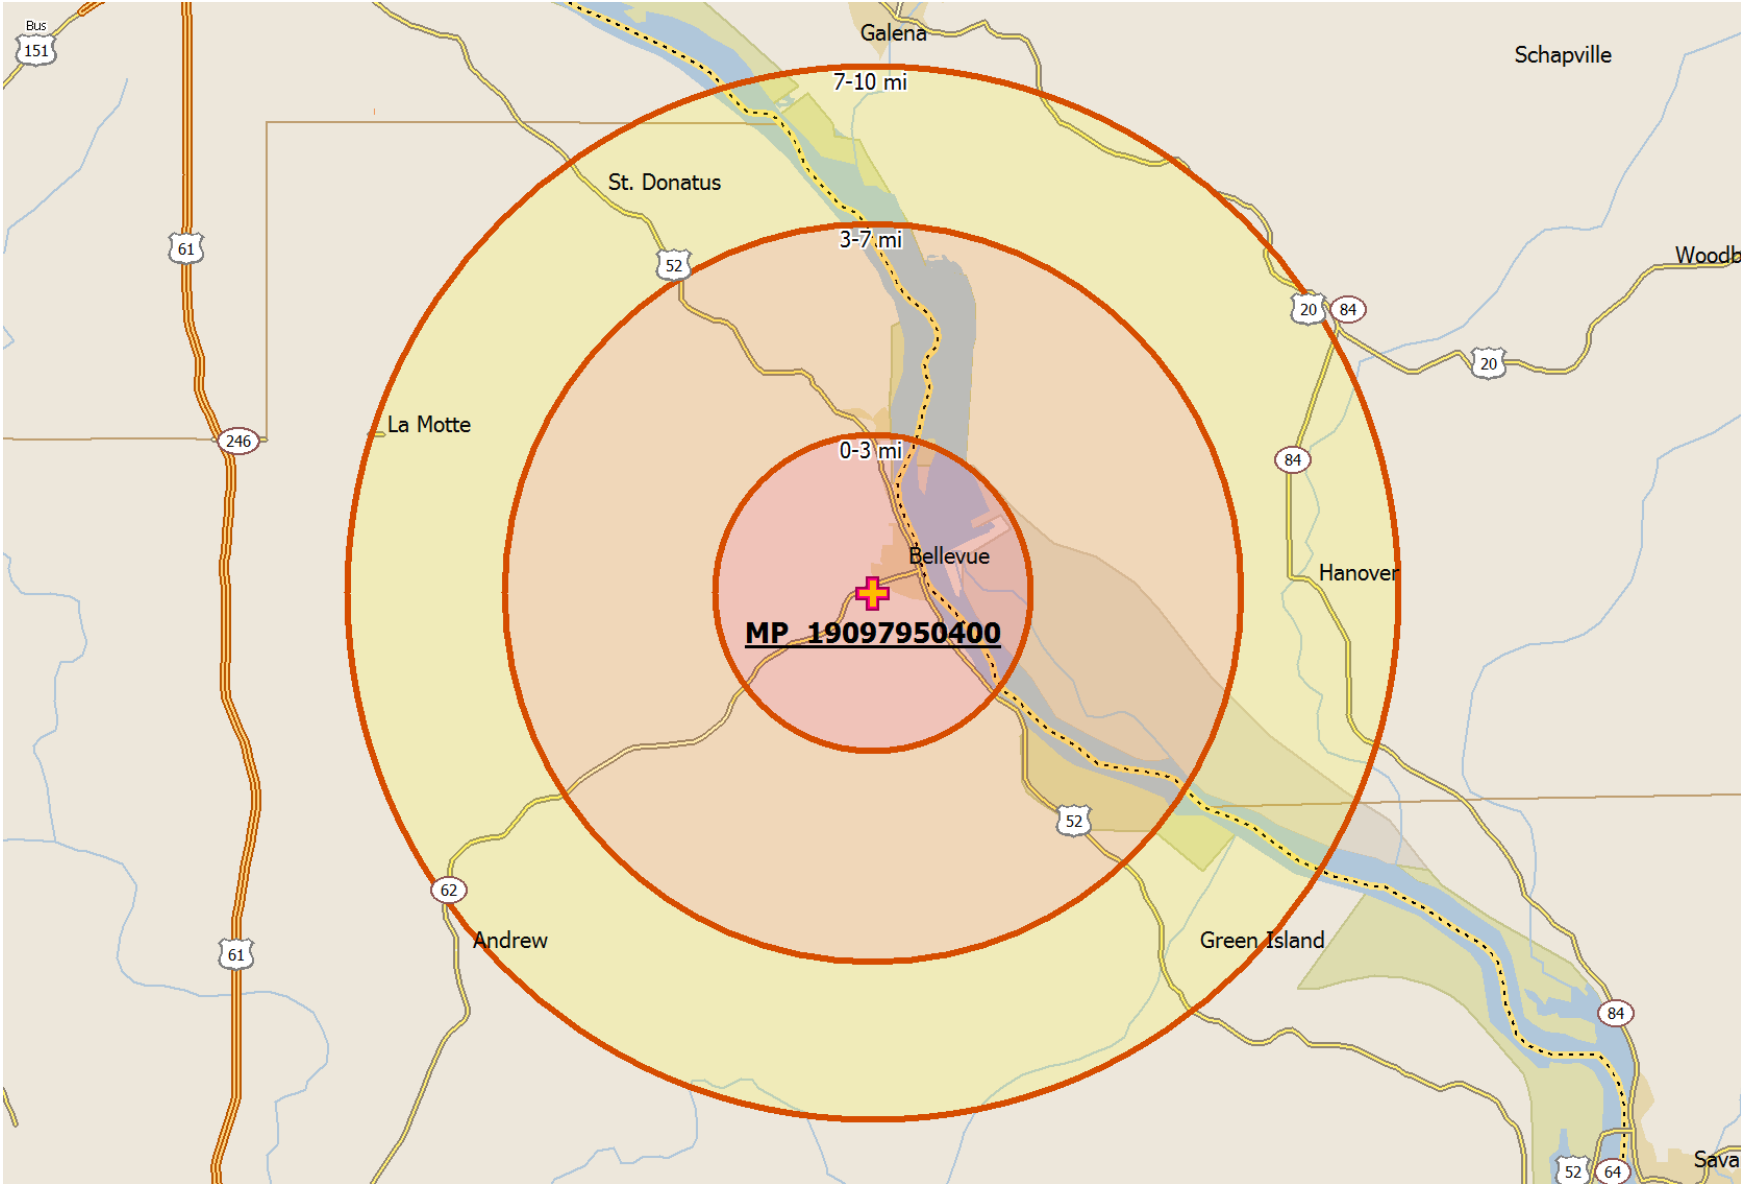 Bus
151
Galena
Schapville
7-10 mi
St. Donatus
3-7 mi
61
52
Woodb
20
84
20
La Motte
246
0-3 mi
84
Bellevue
Hanover
MP 19097950400
52
62
Andrew
Green Island
61
84
52
64
Sava